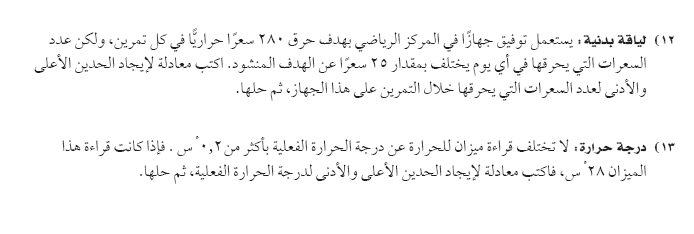 ١٢) لياقة بدنية: يستعمل توفيق جهازًا في المركز الرياضي بهدف حرق ٢٨٠ سعرًا حراريًّا في كل تمرين، ولكن عدد
السعرات التي يحرقها في أي يوم يختلف بمقدار ٢٥ سعرًا عن الهدف المنشود. اكتب معادلة لإيجاد الحدين الأعلى
والأدنى لعدد السعرات التي يحرقها خلال التمرين على هذا الجهاز، ثم حلها.
١٣) درجة حرارة: لا تختلف قراءة ميزان للحرارة عن درجة الحرارة الفعلية بأكثر من ٠,٢ ْ س . فإذا كانت قراءة هذا
الميزان ٢٨ ْ س، فاكتب معادلة لإيجاد الحدين الأعلى والأدنى لدرجة الحرارة الفعلية، ثم حلها.